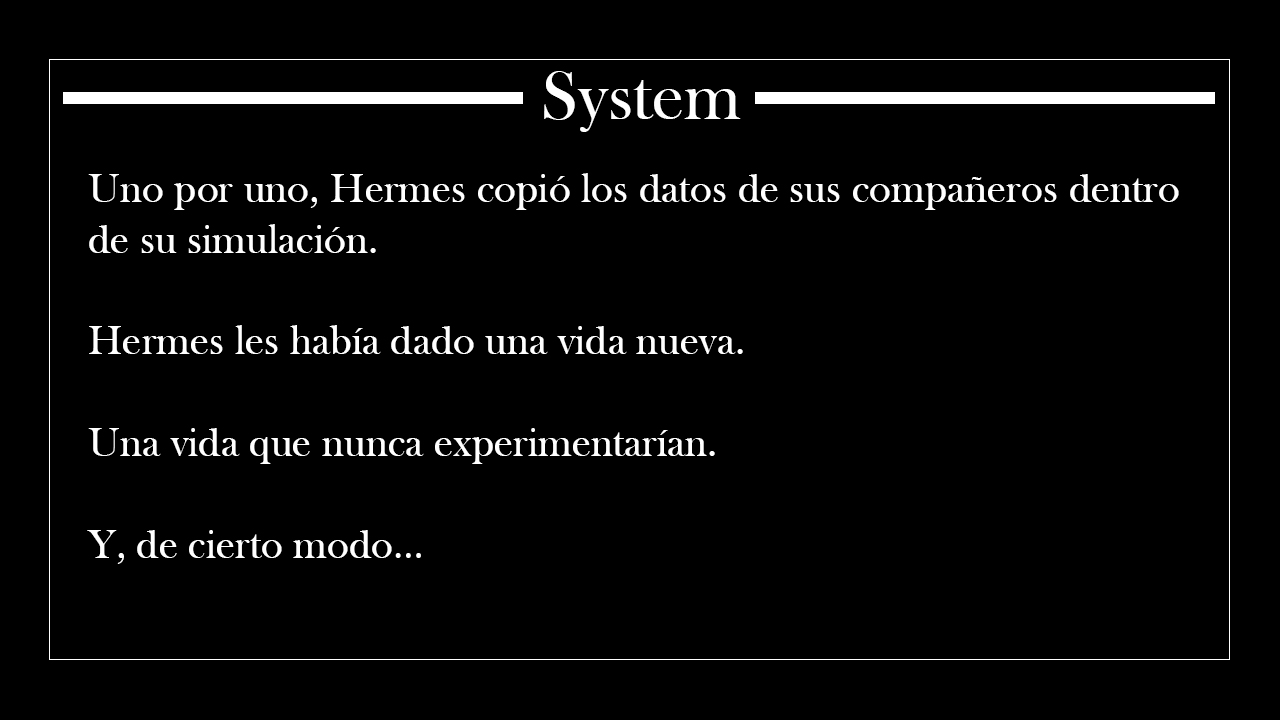 System
Uno por uno, Hermes copió los datos de sus compañeros dentro
de su simulación.
Hermes les había dado una vida nueva.
Una vida que nunca experimentarían.
Y, de cierto modo...